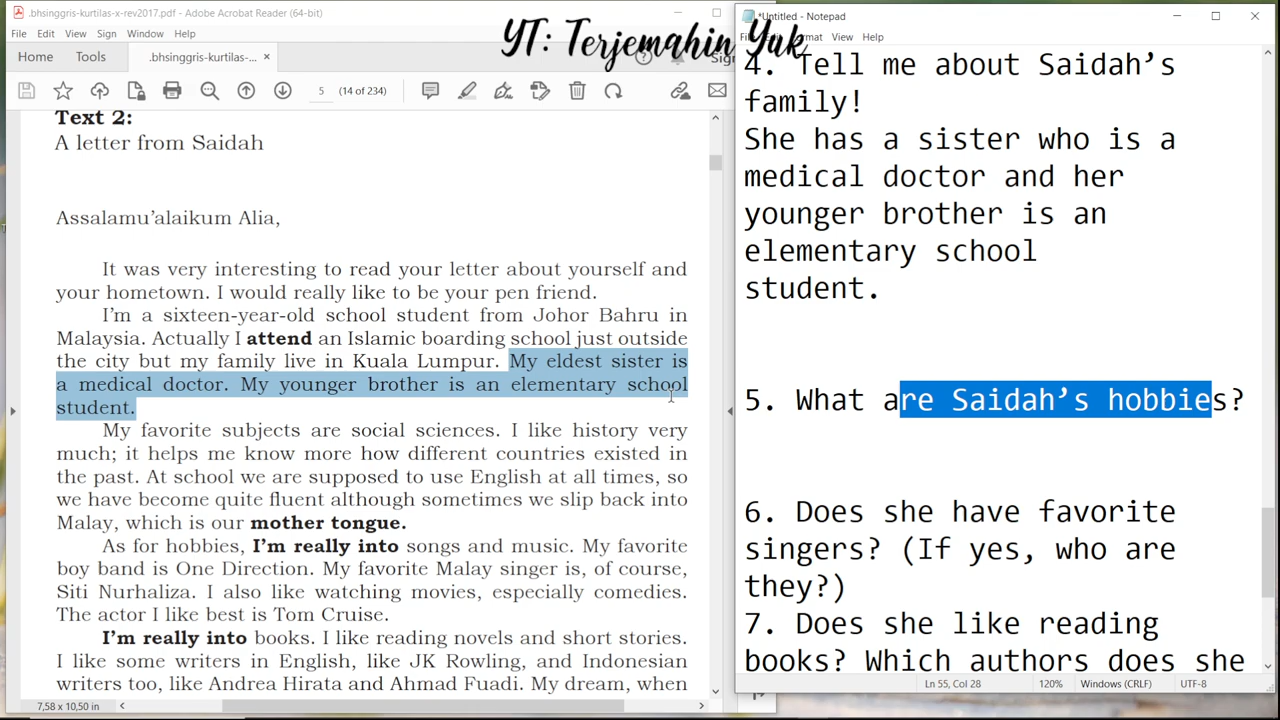 .bhsinggris-kurtilas-x-rev2017.pdf - Adobe Acrobat Reader (64-bit)
File Edit View Sign Window Help
Home Tools .bhsinggris-kurtilas-... ×
5 (14 of 234)
YT: Terjemahin Yuk
Text 2:
A letter from Saidah
Assalamu’alaikum Alia,
It was very interesting to read your letter about yourself and
your hometown. I would really like to be your pen friend.
I’m a sixteen-year-old school student from Johor Bahru in
Malaysia. Actually I attend an Islamic boarding school just outside
the city but my family live in Kuala Lumpur. My eldest sister is
a medical doctor. My younger brother is an elementary school
student.
My favorite subjects are social sciences. I like history very
much; it helps me know more how different countries existed in
the past. At school we are supposed to use English at all times, so
we have become quite fluent although sometimes we slip back into
Malay, which is our mother tongue.
As for hobbies, I’m really into songs and music. My favorite
boy band is One Direction. My favorite Malay singer is, of course,
Siti Nurhaliza. I also like watching movies, especially comedies.
The actor I like best is Tom Cruise.
I’m really into books. I like reading novels and short stories.
I like some writers in English, like JK Rowling, and Indonesian
writers too, like Andrea Hirata and Ahmad Fuadi. My dream, when
7,58 x 10,50 in
*Untitled - Notepad
View Help
4. Tell me about Saidah’s
family!
She has a sister who is a
medical doctor and her
younger brother is an
elementary school
student.
5. What are Saidah’s hobbies?
6. Does she have favorite
singers? (If yes, who are
they?)
7. Does she like reading
books? Which authors does she
Ln 55, Col 28 120% Windows (CRLF) UTF-8